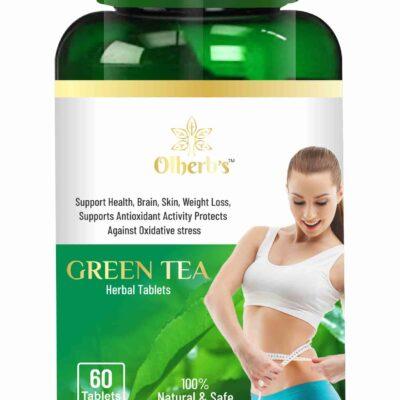 Olherb's™
Support Health, Brain, Skin, Weight Loss,
Supports Antioxidant Activity Protects
Against Oxidative stress
GREEN TEA
Herbal Tablets
60
Tablets
100%
Natural & Safe